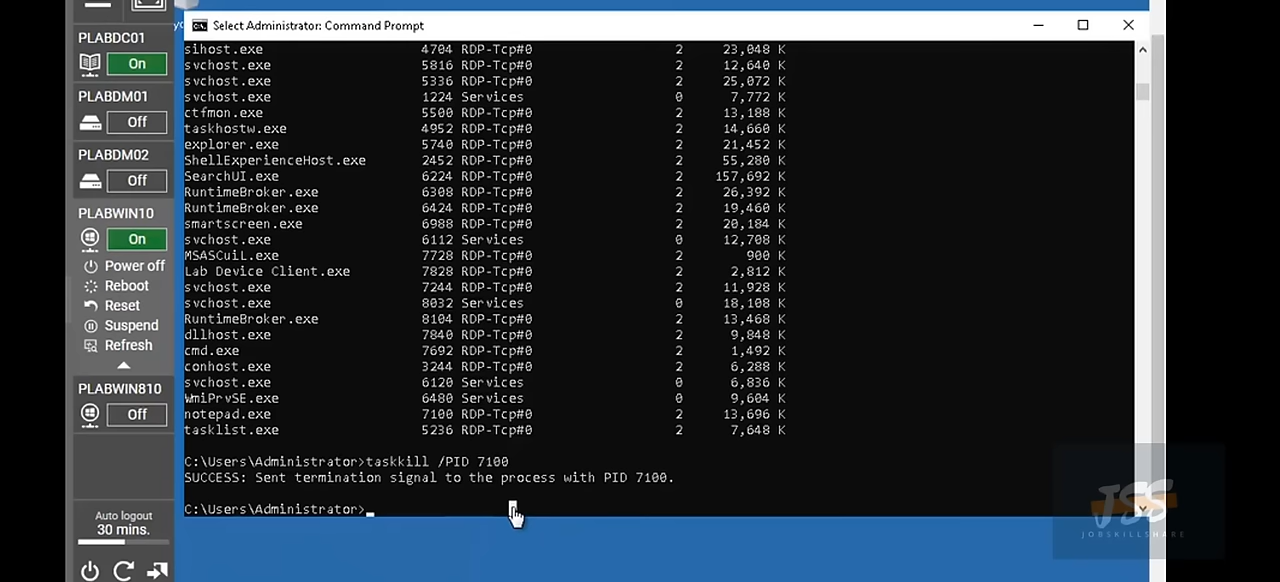 Select Administrator: Command Prompt
PLABDC01
On
PLABDM01
Off
PLABDM02
Off
PLABWIN10
On
Power off
Reboot
Reset
Suspend
Refresh
PLABWIN810
Off
Auto logout
30 mins.
sihost.exe 4704 RDP-Tcp#0 2 23,048 K
svchost.exe 5816 RDP-Tcp#0 2 12,640 K
svchost.exe 5336 RDP-Tcp#0 2 25,072 K
svchost.exe 1224 Services 0 7,772 K
ctfmon.exe 5500 RDP-Tcp#0 2 13,188 K
taskhostw.exe 4952 RDP-Tcp#0 2 14,660 K
explorer.exe 5740 RDP-Tcp#0 2 21,452 K
ShellExperienceHost.exe 2452 RDP-Tcp#0 2 55,280 K
SearchUI.exe 6224 RDP-Tcp#0 2 157,692 K
RuntimeBroker.exe 6308 RDP-Tcp#0 2 26,392 K
RuntimeBroker.exe 6424 RDP-Tcp#0 2 19,460 K
smartscreen.exe 6988 RDP-Tcp#0 2 20,184 K
svchost.exe 6112 Services 0 12,708 K
MSASCuiL.exe 7728 RDP-Tcp#0 2 900 K
Lab Device Client.exe 7828 RDP-Tcp#0 2 2,812 K
svchost.exe 7244 RDP-Tcp#0 2 11,928 K
svchost.exe 8032 Services 0 18,108 K
RuntimeBroker.exe 8104 RDP-Tcp#0 2 13,468 K
dllhost.exe 7840 RDP-Tcp#0 2 9,848 K
cmd.exe 7692 RDP-Tcp#0 2 1,492 K
conhost.exe 3244 RDP-Tcp#0 2 6,288 K
svchost.exe 6120 Services 0 6,836 K
WmiPrvSE.exe 6480 Services 0 9,604 K
notepad.exe 7100 RDP-Tcp#0 2 13,696 K
tasklist.exe 5236 RDP-Tcp#0 2 7,648 K
C:\Users\Administrator>taskkill /PID 7100
SUCCESS: Sent termination signal to the process with PID 7100.
C:\Users\Administrator>
JSS
JOBSKILLSHARE